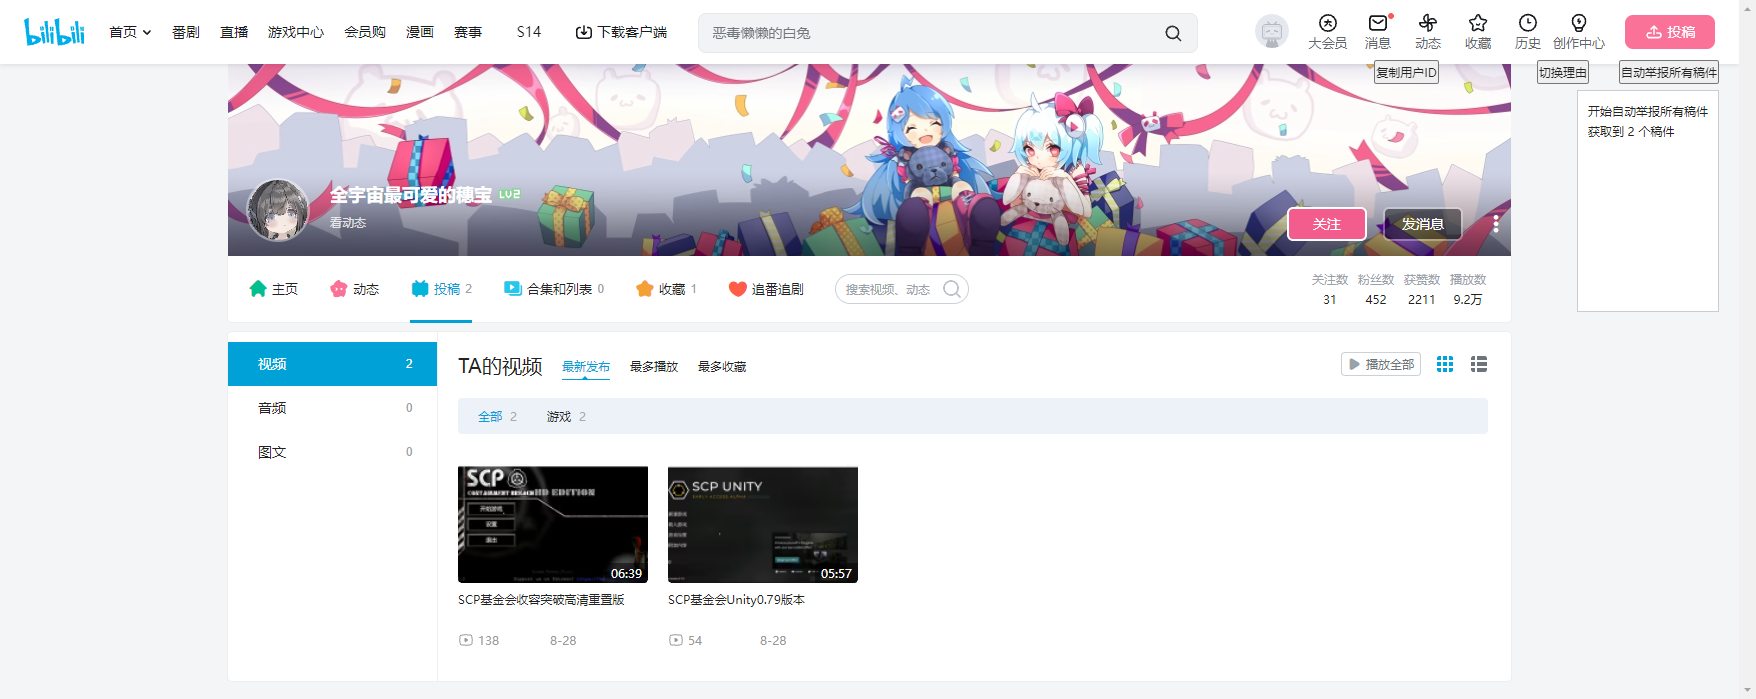 bilibili 首页 番剧 直播 游戏中心 会员购 漫画 赛事 S14 下载客户端 恶毒懒懒的白兔 大会员 消息 动态 收藏 历史 创作中心 投稿
复制用户ID 切换理由 自动举报所有稿件
开始自动举报所有稿件
获取到 2 个稿件
全宇宙最可爱的穗宝 LV2
看动态
关注 发消息
主页 动态 投稿 2 合集和列表 0 收藏 1 追番追剧 搜索视频、动态
关注数 粉丝数 获赞数 播放数
31 452 2211 9.2万
视频 2
音频 0
图文 0
TA的视频 最新发布 最多播放 最多收藏 播放全部
全部 2 游戏 2
SCP
CONTAINMENT BREACH HD EDITION
开始游戏
设置
退出
06:39
SCP UNITY
EARLY ACCESS ALPHA
05:57
SCP基金会收容突破高清重置版
SCP基金会Unity0.79版本
138 8-28
54 8-28